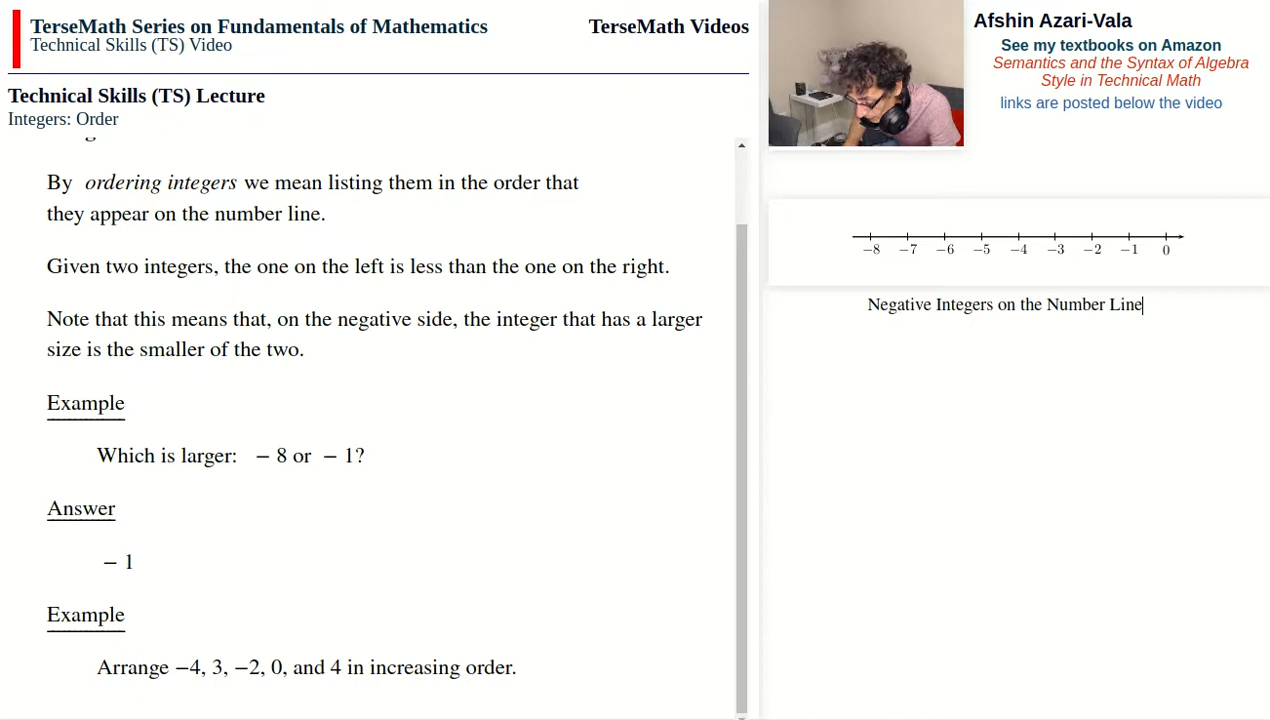 TerseMath Series on Fundamentals of Mathematics
TerseMath Videos
Technical Skills (TS) Video
Technical Skills (TS) Lecture
Integers: Order
By ordering integers we mean listing them in the order that
they appear on the number line.
Given two integers, the one on the left is less than the one on the right.
Note that this means that, on the negative side, the integer that has a larger
size is the smaller of the two.
Example
Which is larger: − 8 or − 1?
Answer
− 1
Example
Arrange −4, 3, −2, 0, and 4 in increasing order.
Afshin Azari-Vala
See my textbooks on Amazon
Semantics and the Syntax of Algebra
Style in Technical Math
links are posted below the video
−8 −7 −6 −5 −4 −3 −2 −1 0
Negative Integers on the Number Line